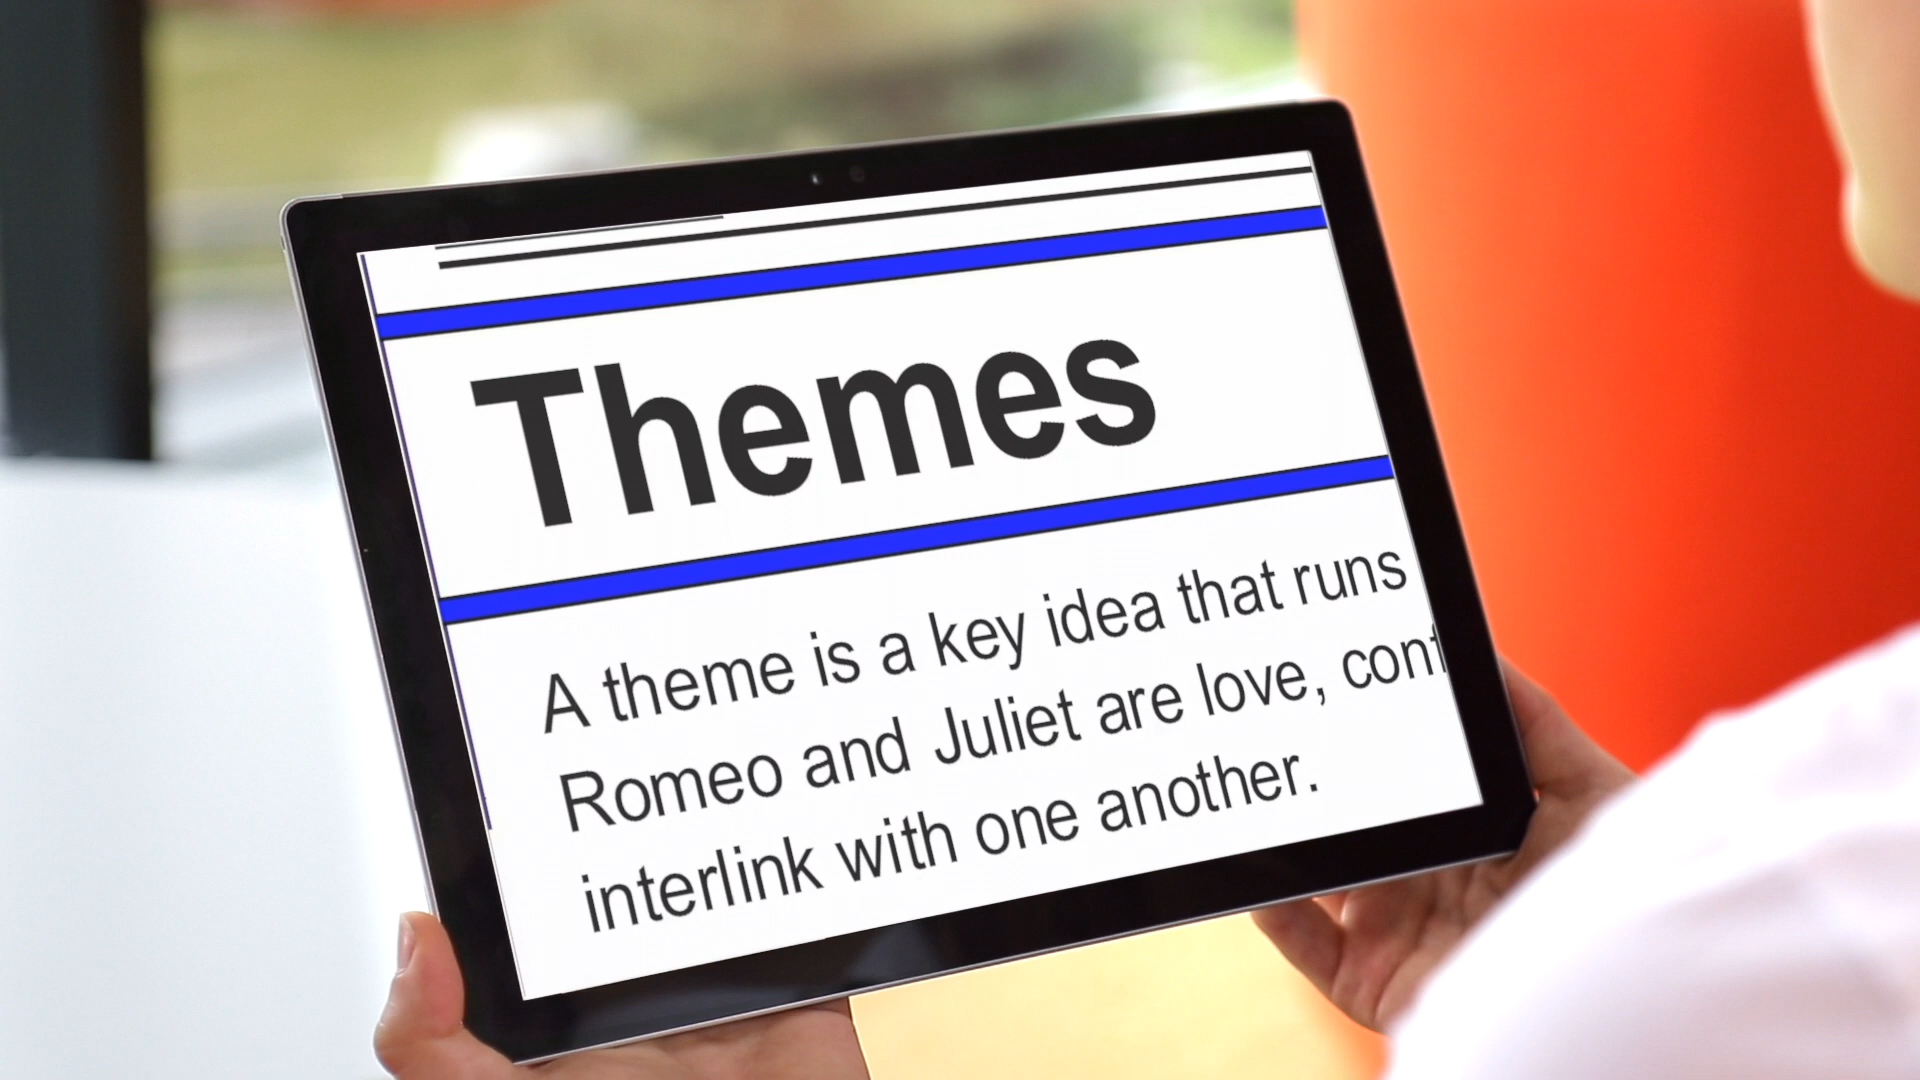 Themes
A theme is a key idea that runs
Romeo and Juliet are love,
interlink with one another.